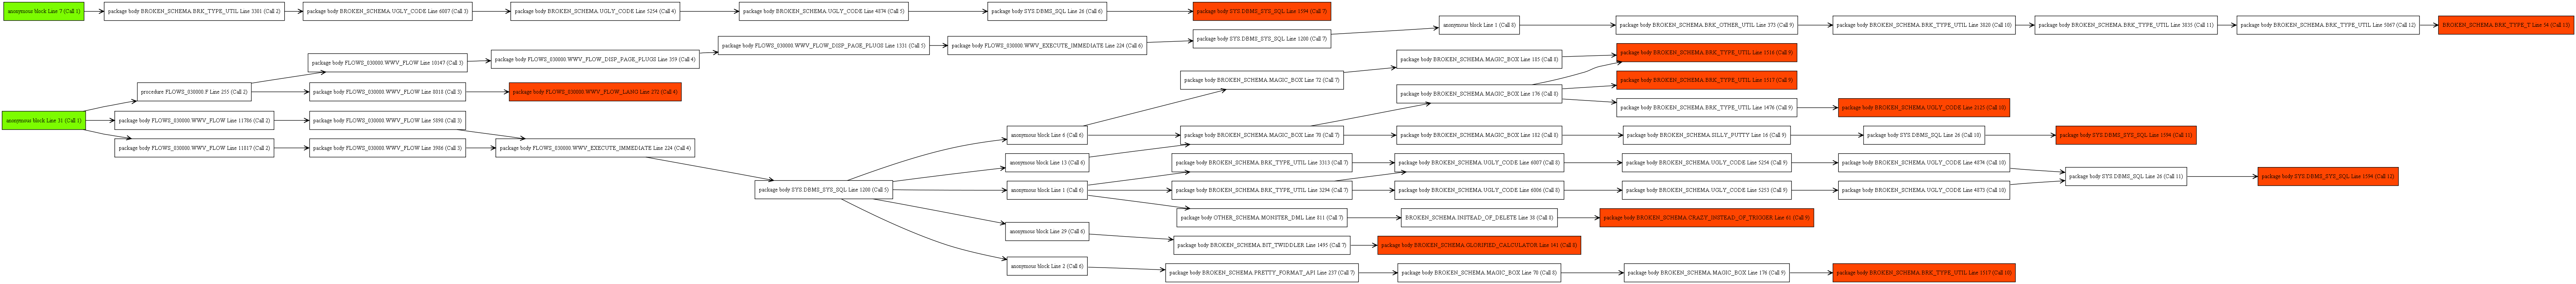 anonymous block Line 7 (Call 1)
package body BROKEN_SCHEMA.BRK_TYPE_UTIL Line 3301 (Call 2)
package body BROKEN_SCHEMA.UGLY_CODE Line 6007 (Call 3)
package body BROKEN_SCHEMA.UGLY_CODE Line 5254 (Call 4)
package body BROKEN_SCHEMA.UGLY_CODE Line 4874 (Call 5)
package body SYS.DBMS_SQL Line 26 (Call 6)
package body SYS.DBMS_SYS_SQL Line 1594 (Call 7)
anonymous block Line 1 (Call 8)
package body BROKEN_SCHEMA.BRK_OTHER_UTIL Line 373 (Call 9)
package body BROKEN_SCHEMA.BRK_TYPE_UTIL Line 3820 (Call 10)
package body BROKEN_SCHEMA.BRK_TYPE_UTIL Line 3835 (Call 11)
package body BROKEN_SCHEMA.BRK_TYPE_UTIL Line 5067 (Call 12)
BROKEN_SCHEMA.BRK_TYPE_T Line 54 (Call 13)
package body FLOWS_030000.WWV_FLOW_DISP_PAGE_PLUGS Line 1331 (Call 5)
package body FLOWS_030000.WWV_EXECUTE_IMMEDIATE Line 224 (Call 6)
package body SYS.DBMS_SYS_SQL Line 1200 (Call 7)
package body FLOWS_030000.WWV_FLOW Line 10147 (Call 3)
package body FLOWS_030000.WWV_FLOW_DISP_PAGE_PLUGS Line 359 (Call 4)
package body BROKEN_SCHEMA.MAGIC_BOX Line 185 (Call 8)
package body BROKEN_SCHEMA.BRK_TYPE_UTIL Line 1516 (Call 9)
package body BROKEN_SCHEMA.MAGIC_BOX Line 72 (Call 7)
package body BROKEN_SCHEMA.BRK_TYPE_UTIL Line 1517 (Call 9)
procedure FLOWS_030000.F Line 255 (Call 2)
package body FLOWS_030000.WWV_FLOW Line 8010 (Call 3)
package body FLOWS_030000.WWV_FLOW_LANG Line 272 (Call 4)
package body BROKEN_SCHEMA.MAGIC_BOX Line 176 (Call 8)
package body BROKEN_SCHEMA.BRK_TYPE_UTIL Line 1476 (Call 9)
package body BROKEN_SCHEMA.UGLY_CODE Line 2115 (Call 10)
anonymous block Line 31 (Call 1)
package body FLOWS_030000.WWV_FLOW Line 11786 (Call 2)
package body FLOWS_030000.WWV_FLOW Line 5890 (Call 3)
anonymous block Line 6 (Call 6)
package body BROKEN_SCHEMA.MAGIC_BOX Line 70 (Call 7)
package body BROKEN_SCHEMA.MAGIC_BOX Line 182 (Call 8)
package body BROKEN_SCHEMA.SILLY_PUTTY Line 16 (Call 9)
package body SYS.DBMS_SQL Line 26 (Call 10)
package body SYS.DBMS_SYS_SQL Line 1594 (Call 11)
package body FLOWS_030000.WWV_FLOW Line 11017 (Call 2)
package body FLOWS_030000.WWV_FLOW Line 3986 (Call 3)
package body FLOWS_030000.WWV_EXECUTE_IMMEDIATE Line 224 (Call 4)
anonymous block Line 13 (Call 6)
package body BROKEN_SCHEMA.BRK_TYPE_UTIL Line 3313 (Call 7)
package body BROKEN_SCHEMA.UGLY_CODE Line 6007 (Call 8)
package body BROKEN_SCHEMA.UGLY_CODE Line 5254 (Call 9)
package body BROKEN_SCHEMA.UGLY_CODE Line 4874 (Call 10)
package body SYS.DBMS_SQL Line 26 (Call 11)
package body SYS.DBMS_SYS_SQL Line 1594 (Call 12)
package body SYS.DBMS_SYS_SQL Line 1200 (Call 5)
anonymous block Line 1 (Call 6)
package body BROKEN_SCHEMA.BRK_TYPE_UTIL Line 3294 (Call 7)
package body BROKEN_SCHEMA.UGLY_CODE Line 6006 (Call 8)
package body BROKEN_SCHEMA.UGLY_CODE Line 5253 (Call 9)
package body BROKEN_SCHEMA.UGLY_CODE Line 4873 (Call 10)
package body OTHER_SCHEMA.MONSTER_DML Line 811 (Call 7)
BROKEN_SCHEMA.INSTEAD_OF_DELETE Line 38 (Call 8)
package body BROKEN_SCHEMA.CRAZY_INSTEAD_OF_TRIGGER Line 61 (Call 9)
anonymous block Line 29 (Call 6)
package body BROKEN_SCHEMA.BIT_TWIDDLER Line 1495 (Call 7)
package body BROKEN_SCHEMA.GLORIFIED_CALCULATOR Line 141 (Call 8)
anonymous block Line 2 (Call 6)
package body BROKEN_SCHEMA.PRETTY_FORMAT_API Line 237 (Call 7)
package body BROKEN_SCHEMA.MAGIC_BOX Line 70 (Call 8)
package body BROKEN_SCHEMA.MAGIC_BOX Line 176 (Call 9)
package body BROKEN_SCHEMA.BRK_TYPE_UTIL Line 1517 (Call 10)